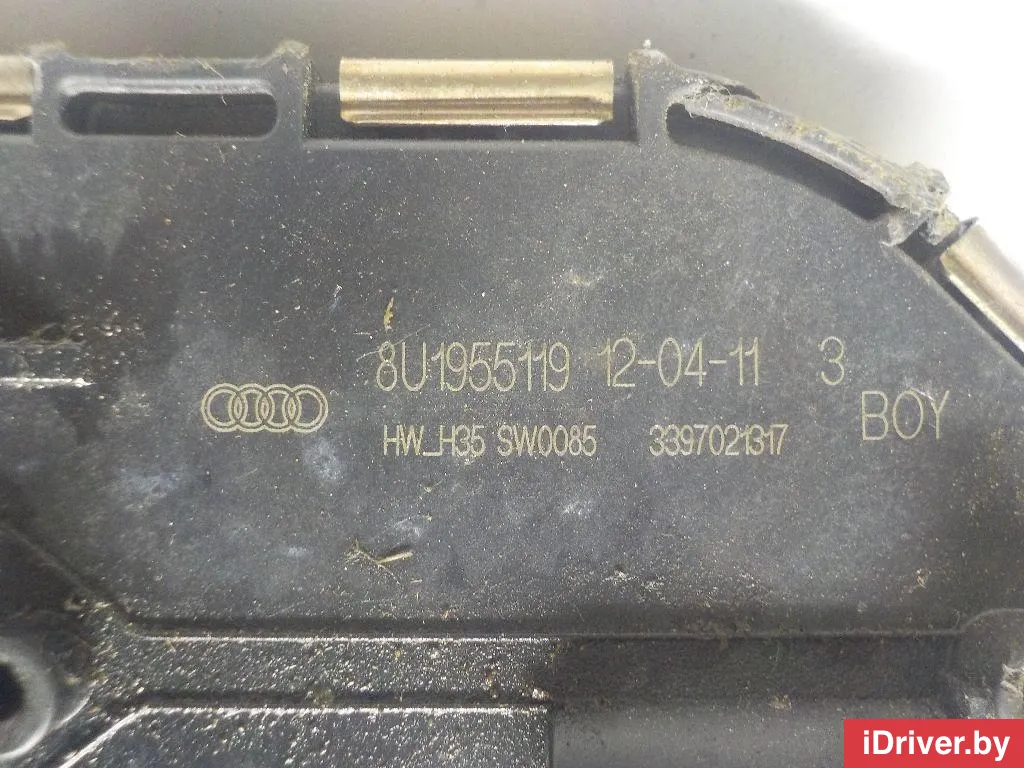 8U1955119 12-04-11 3
HW_H35 SW0085 3397021317 BOY
iDriver.by